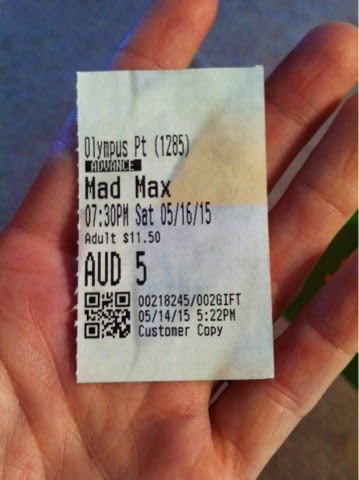 Olympus Pt (1285)
ADVANCE
Mad Max
07:30PM Sat 05/16/15
Adult $11.50
AUD 5
00218245/002GIFT
05/14/15 5:22PM
Customer Copy